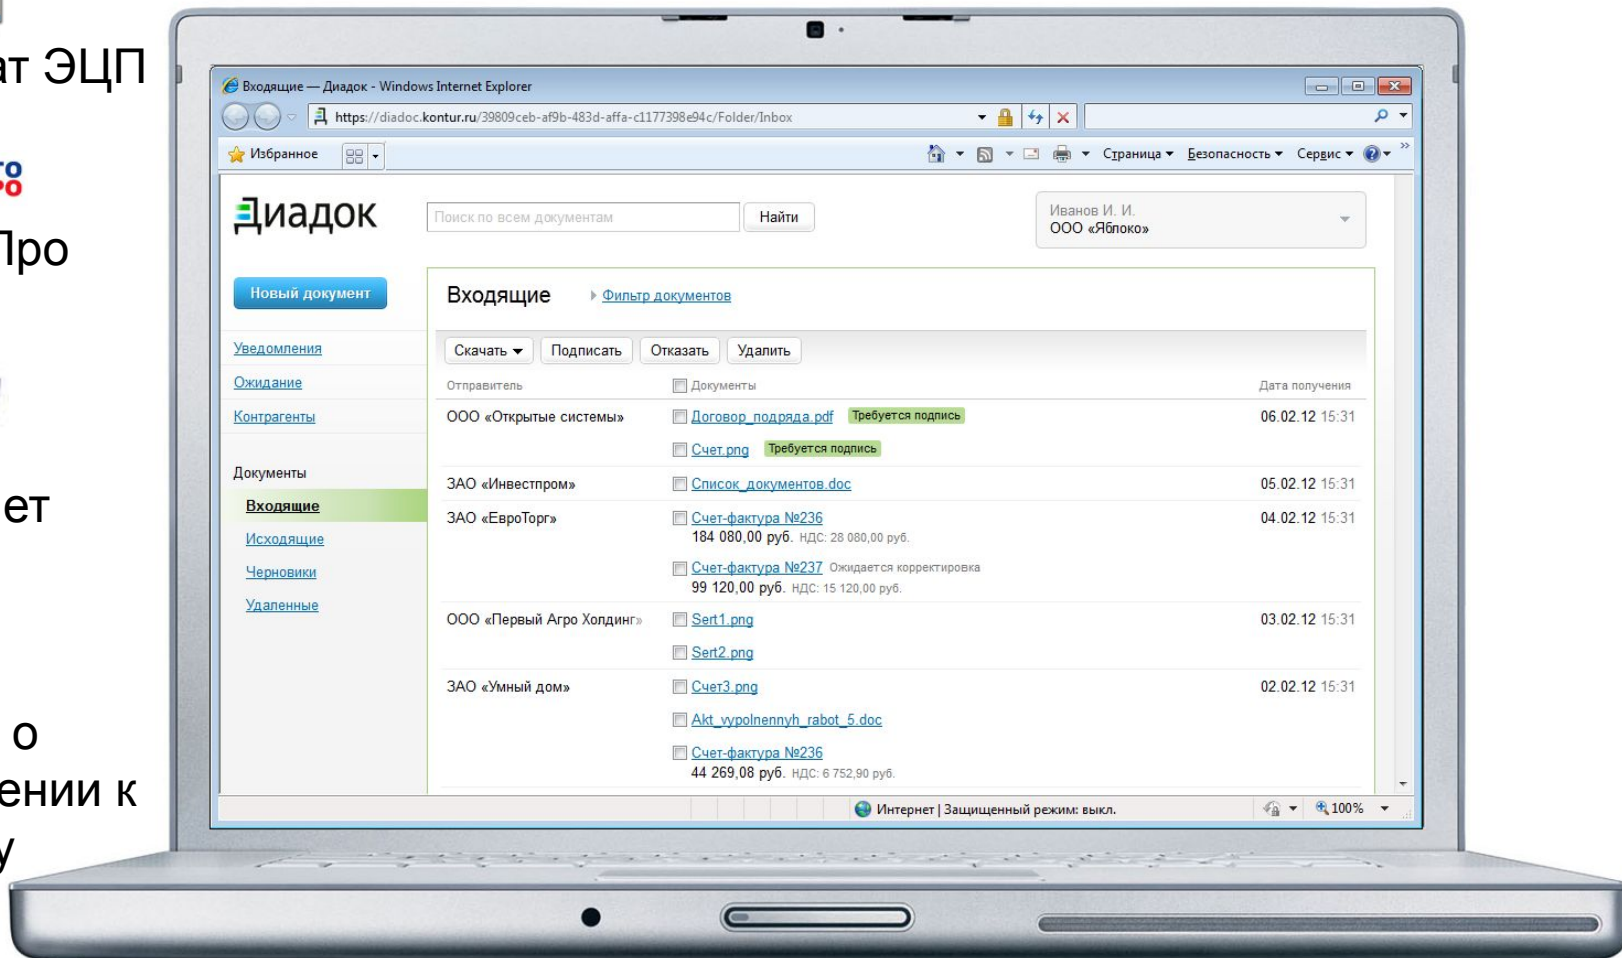 ат ЭЦП
Про
ет
о
ении к
у
Входящие — Диадок - Windows Internet Explorer
https://diadoc.kontur.ru/39809ceb-af9b-483d-affa-c1177398e94c/Folder/Inbox
Избранное
Страница Безопасность Сервис »
Диадок
Поиск по всем документам Найти
Иванов И. И.
ООО «Яблоко»
Новый документ
Входящие Фильтр документов
Уведомления
Ожидание
Контрагенты
Документы
Входящие
Исходящие
Черновики
Удаленные
Скачать Подписать Отказать Удалить
Отправитель Документы Дата получения
ООО «Открытые системы» Договор_подряда.pdf Требуется подпись 06.02.12 15:31
Счет.png Требуется подпись
ЗАО «Инвестпром» Список_документов.doc 05.02.12 15:31
ЗАО «ЕвроТорг» Счет-фактура №236 04.02.12 15:31
184 080,00 руб. НДС: 28 080,00 руб.
Счет-фактура №237 Ожидается корректировка
99 120,00 руб. НДС: 15 120,00 руб.
ООО «Первый Агро Холдинг» Sert1.png 03.02.12 15:31
Sert2.png
ЗАО «Умный дом» Счет3.png 02.02.12 15:31
Akt_vypolnennyh_rabot_5.doc
Счет-фактура №236
44 269,08 руб. НДС: 6 752,90 руб.
Интернет | Защищенный режим: выкл. 100%